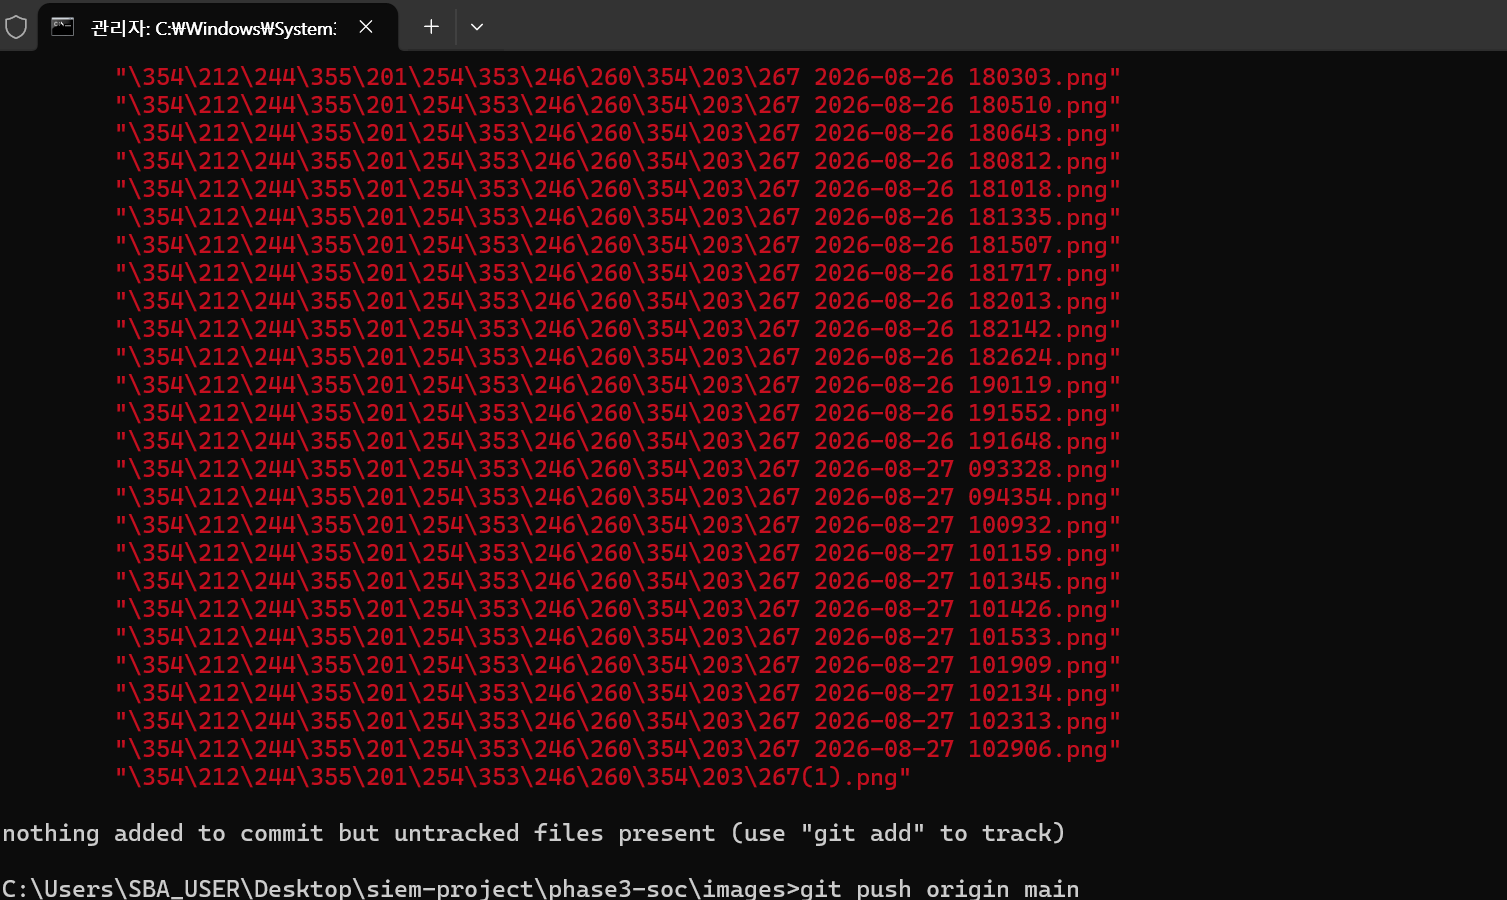 관리자: C:₩Windows₩System3
"\354\212\244\355\201\254\353\246\260\354\203\267 2026-08-26 180303.png"
"\354\212\244\355\201\254\353\246\260\354\203\267 2026-08-26 180510.png"
"\354\212\244\355\201\254\353\246\260\354\203\267 2026-08-26 180643.png"
"\354\212\244\355\201\254\353\246\260\354\203\267 2026-08-26 180812.png"
"\354\212\244\355\201\254\353\246\260\354\203\267 2026-08-26 181018.png"
"\354\212\244\355\201\254\353\246\260\354\203\267 2026-08-26 181335.png"
"\354\212\244\355\201\254\353\246\260\354\203\267 2026-08-26 181507.png"
"\354\212\244\355\201\254\353\246\260\354\203\267 2026-08-26 181717.png"
"\354\212\244\355\201\254\353\246\260\354\203\267 2026-08-26 182013.png"
"\354\212\244\355\201\254\353\246\260\354\203\267 2026-08-26 182142.png"
"\354\212\244\355\201\254\353\246\260\354\203\267 2026-08-26 182624.png"
"\354\212\244\355\201\254\353\246\260\354\203\267 2026-08-26 190119.png"
"\354\212\244\355\201\254\353\246\260\354\203\267 2026-08-26 191552.png"
"\354\212\244\355\201\254\353\246\260\354\203\267 2026-08-26 191648.png"
"\354\212\244\355\201\254\353\246\260\354\203\267 2026-08-27 093328.png"
"\354\212\244\355\201\254\353\246\260\354\203\267 2026-08-27 094354.png"
"\354\212\244\355\201\254\353\246\260\354\203\267 2026-08-27 100932.png"
"\354\212\244\355\201\254\353\246\260\354\203\267 2026-08-27 101159.png"
"\354\212\244\355\201\254\353\246\260\354\203\267 2026-08-27 101345.png"
"\354\212\244\355\201\254\353\246\260\354\203\267 2026-08-27 101426.png"
"\354\212\244\355\201\254\353\246\260\354\203\267 2026-08-27 101533.png"
"\354\212\244\355\201\254\353\246\260\354\203\267 2026-08-27 101909.png"
"\354\212\244\355\201\254\353\246\260\354\203\267 2026-08-27 102134.png"
"\354\212\244\355\201\254\353\246\260\354\203\267 2026-08-27 102313.png"
"\354\212\244\355\201\254\353\246\260\354\203\267 2026-08-27 102906.png"
"\354\212\244\355\201\254\353\246\260\354\203\267(1).png"
nothing added to commit but untracked files present (use "git add" to track)
C:\Users\SBA_USER\Desktop\siem-project\phase3-soc\images>git push origin main